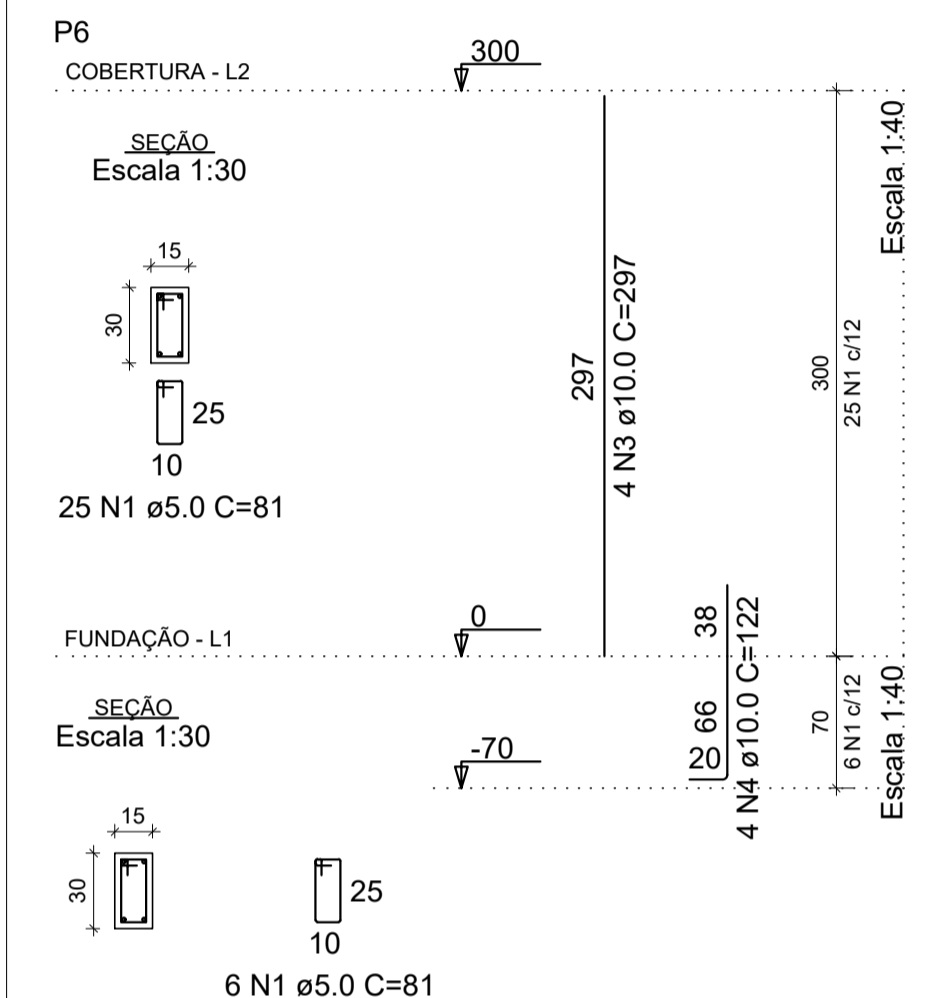 P6
COBERTURA - L2
300
SEÇÃO
Escala 1:30
Escala 1:40
15
30
25
10
25 N1 ø5.0 C=81
297
4 N3 ø10.0 C=297
300
25 N1 c/12
FUNDAÇÃO - L1
0
SEÇÃO
Escala 1:30
-70
38
66
20
4 N4 ø10.0 C=122
70
6 N1 c/12
Escala 1:40
15
30
25
10
6 N1 ø5.0 C=81